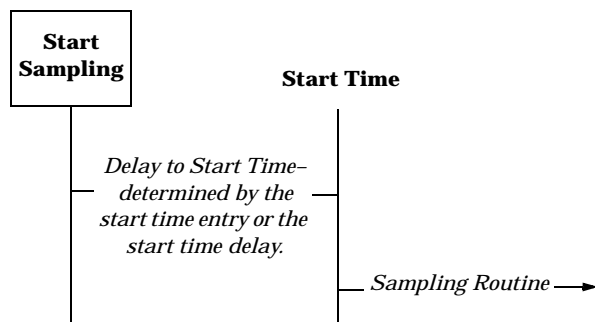 Start
Sampling
Start Time
Delay to Start Time–
determined by the
start time entry or the
start time delay.
Sampling Routine